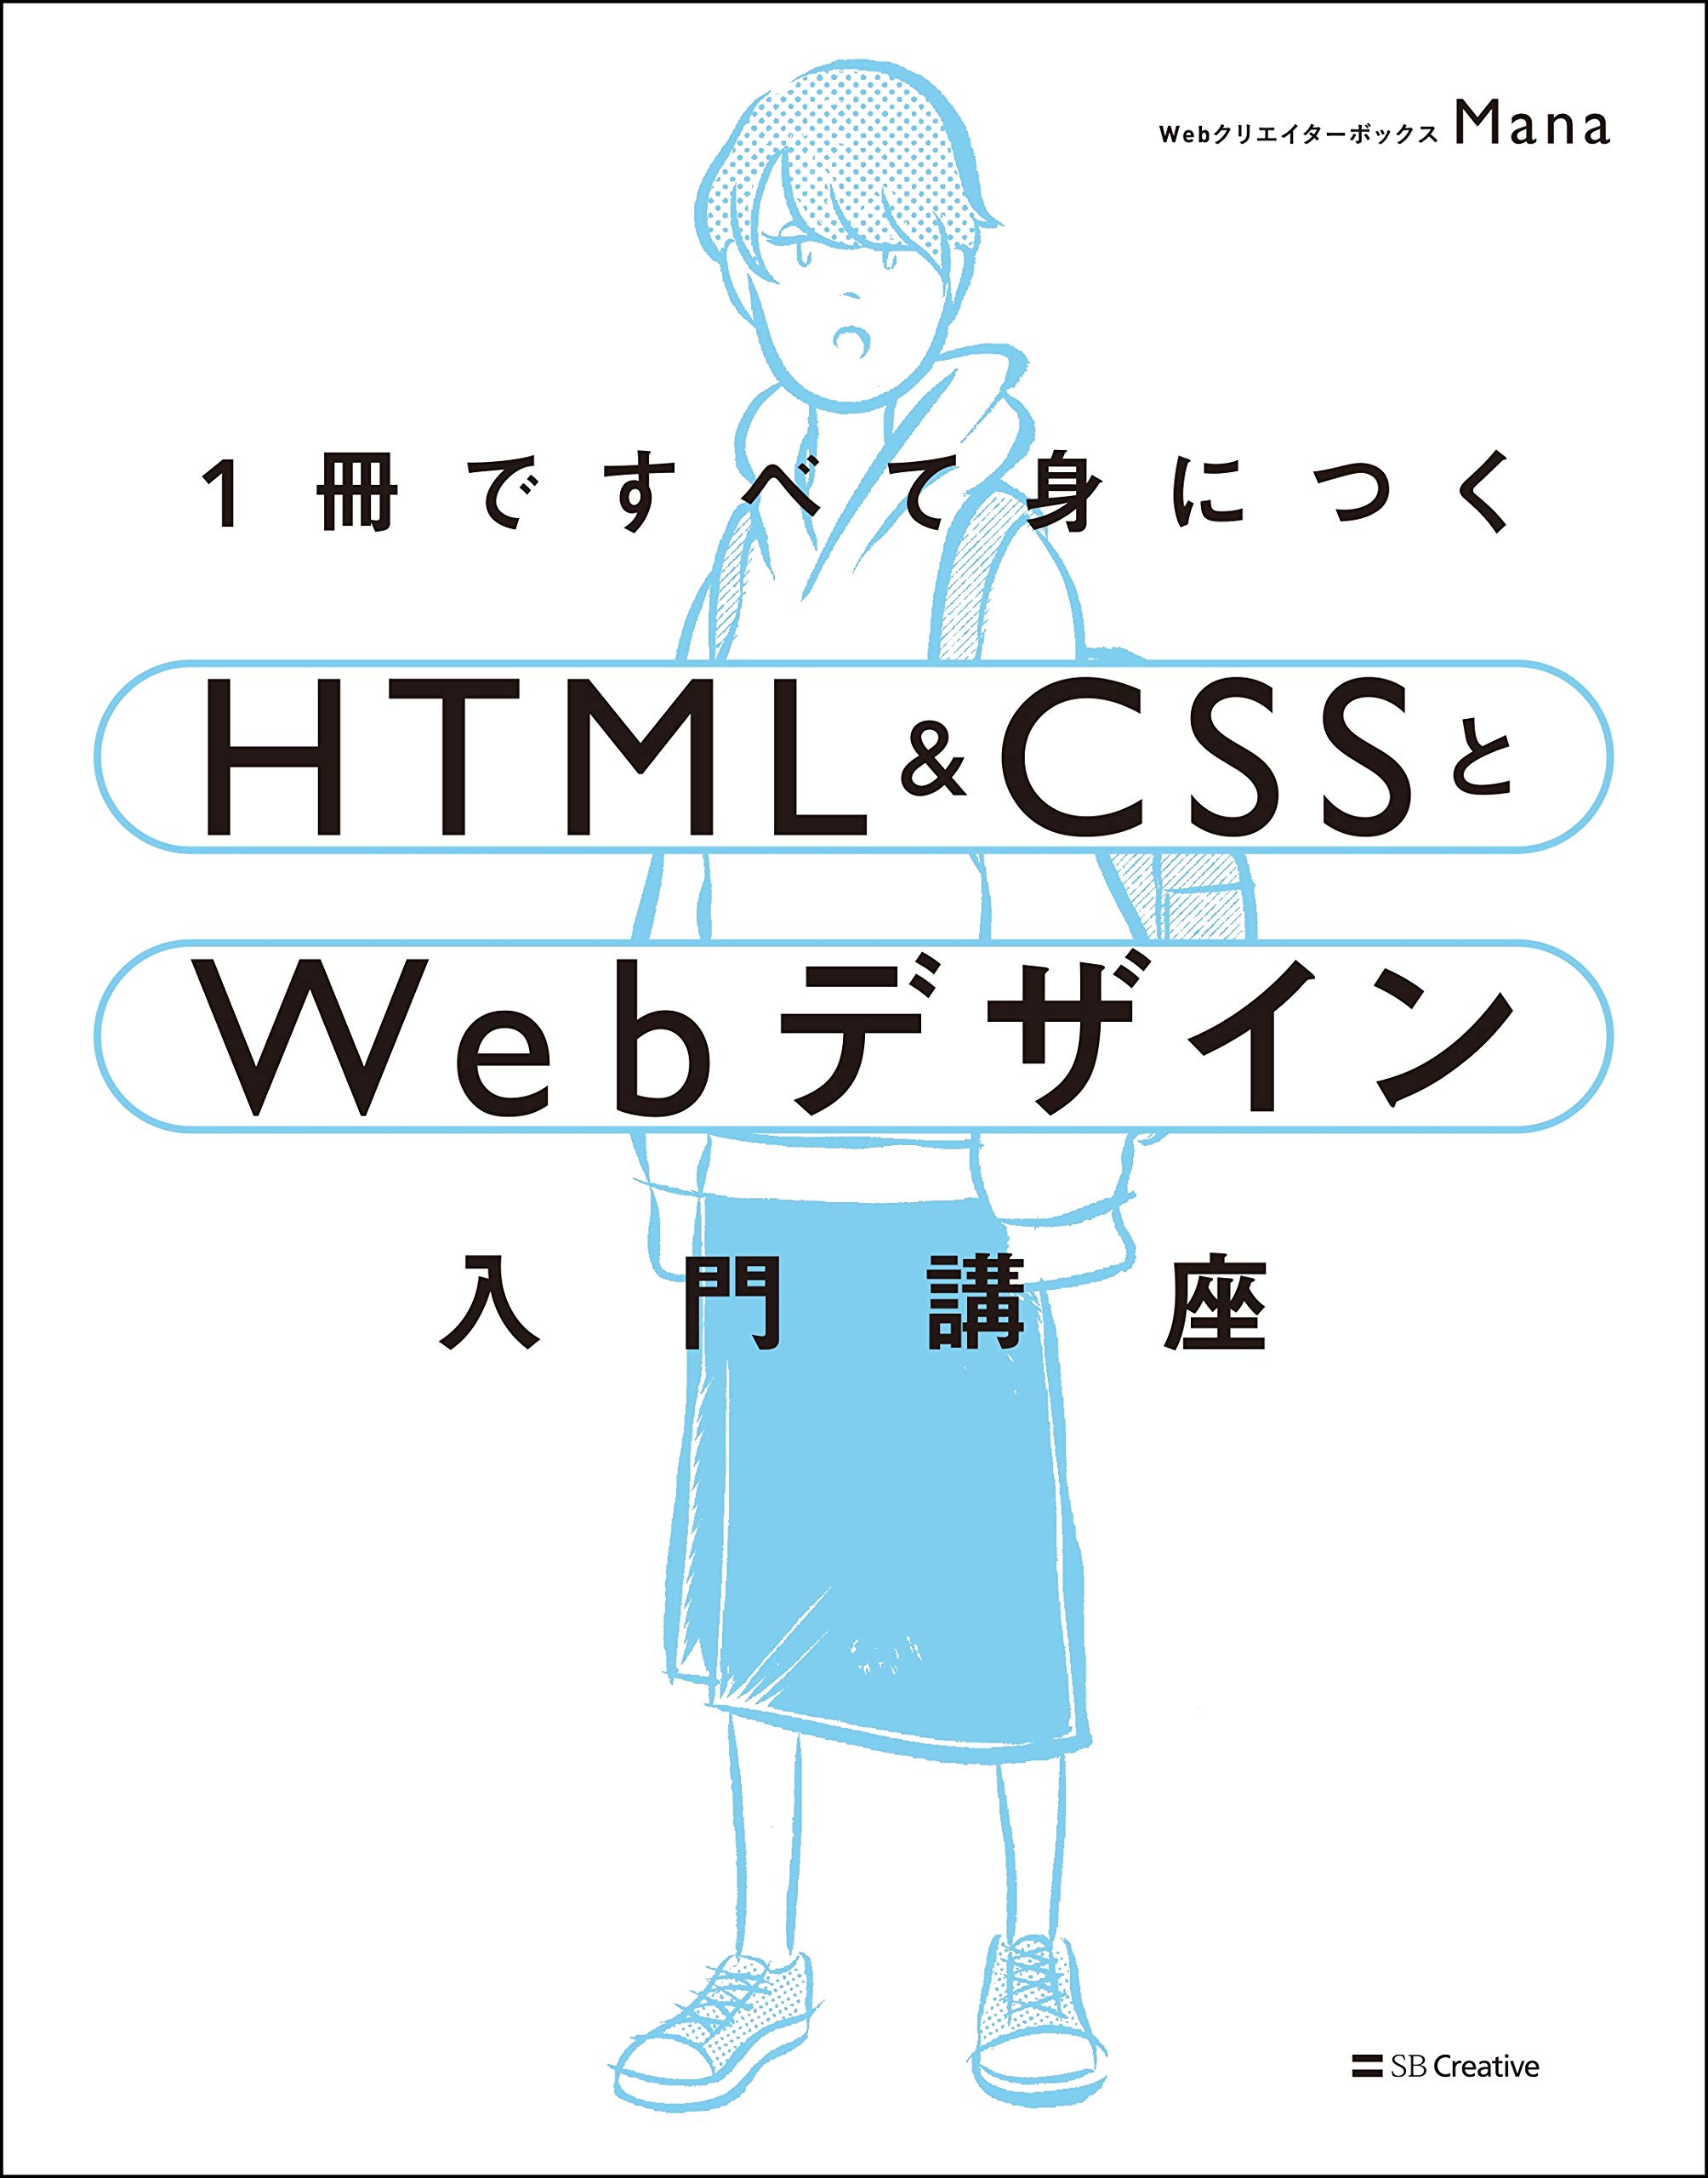 Webクリエイターボックス Mana
1冊ですべて身につく
HTML&CSSと
Webデザイン
入門講座
SB Creative